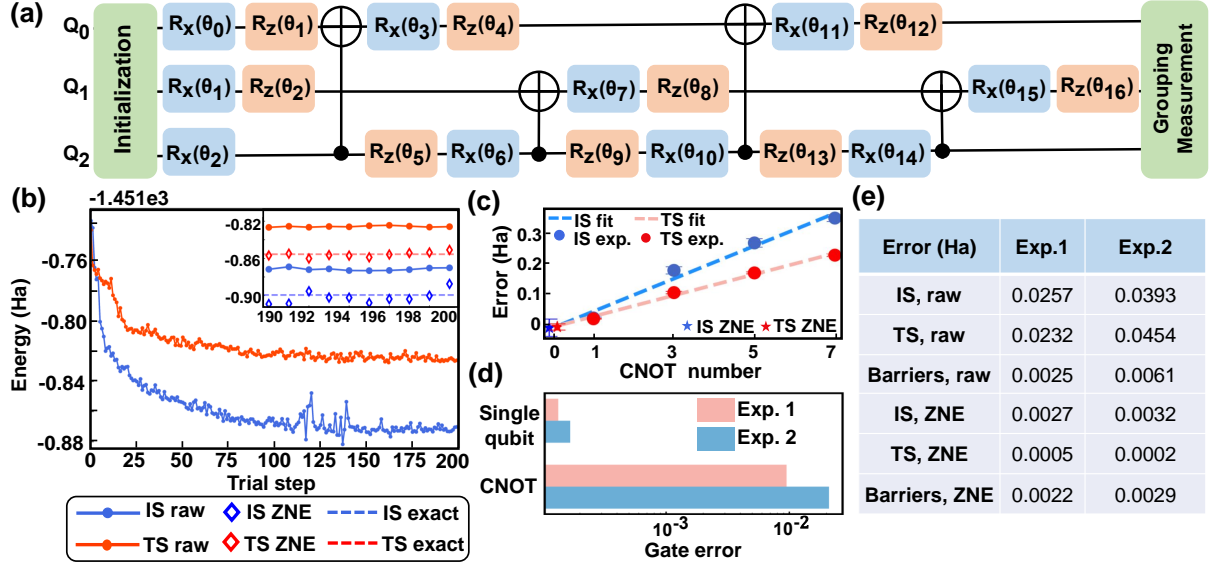 (a)
Q0 Rx(θ0) Rz(θ1) Rx(θ3) Rz(θ4) Rx(θ11) Rz(θ12)
Q1 Rx(θ1) Rz(θ2) Rx(θ7) Rz(θ8) Rx(θ15) Rz(θ16)
Q2 Rx(θ2) Rz(θ5) Rx(θ6) Rz(θ9) Rx(θ10) Rz(θ13) Rx(θ14)
Initialization
Grouping
Measurement
(b)
-1.451e3
Energy (Ha)
-0.76
-0.80
-0.84
-0.88
0 25 50 75 100 125 150 175 200
Trial step
-0.82
-0.86
-0.90
190 192 194 196 198 200
IS raw IS ZNE IS exact
TS raw TS ZNE TS exact
(c)
Error (Ha)
0.3
0.2
0.1
0
IS fit TS fit
IS exp. TS exp.
IS ZNE TS ZNE
0 1 3 5 7
CNOT number
(d)
Single
qubit
CNOT
Exp. 1
Exp. 2
10-3 10-2
Gate error
(e)
Error (Ha) Exp.1 Exp.2
IS, raw 0.0257 0.0393
TS, raw 0.0232 0.0454
Barriers, raw 0.0025 0.0061
IS, ZNE 0.0027 0.0032
TS, ZNE 0.0005 0.0002
Barriers, ZNE 0.0022 0.0029